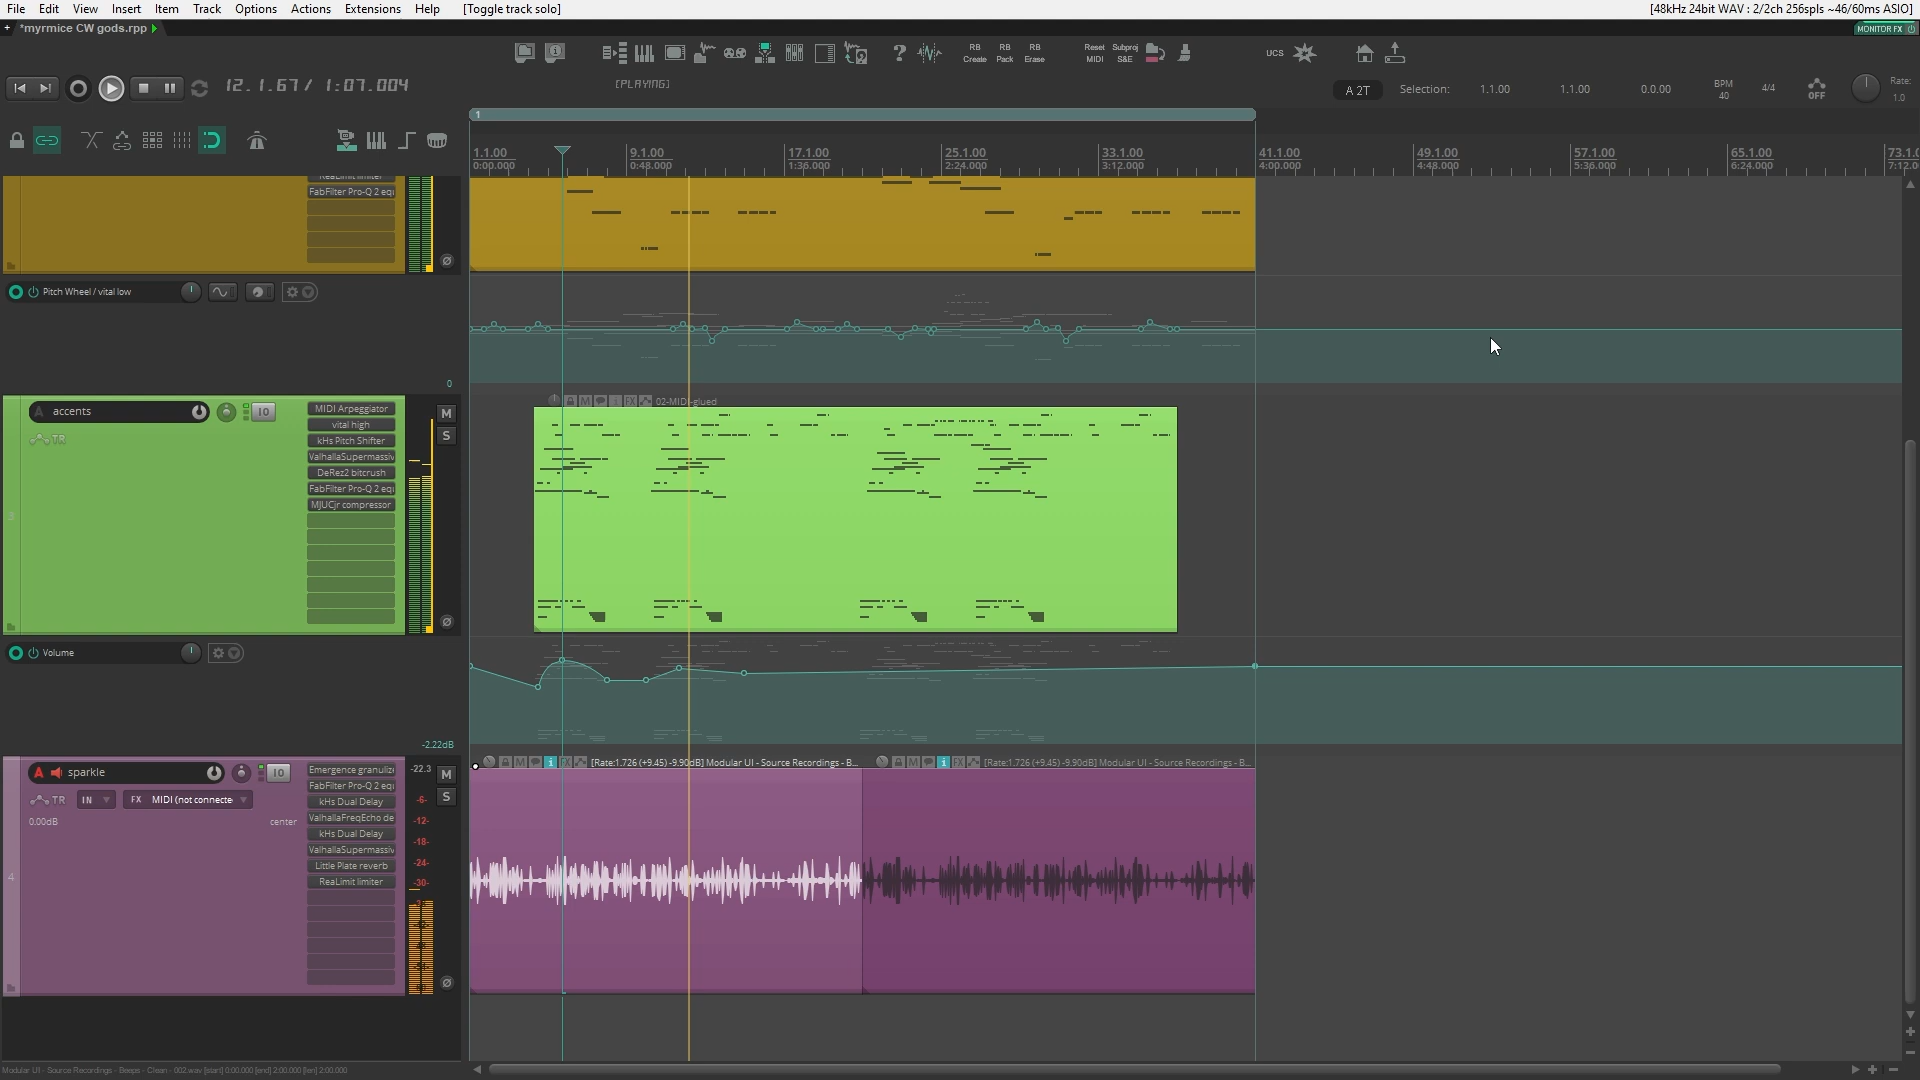 File Edit View Insert Item Track Options Actions Extensions Help [Toggle track solo] [48kHz 24bit WAV : 2/2ch 256spls ~46/60ms ASIO]
+ *myrmice CW gods.rpp
MONITOR FX
RB Create
RB Pack
RB Erase
Reset MIDI
Subproj S&E
UCS
12.1.67 / 1:07.004
[PLAYING]
A 2T
Selection: 1.1.00 1.1.00 0.0.00
BPM 40
4/4
OFF
Rate: 1.0
1
1.1.00 9.1.00 17.1.00 25.1.00 33.1.00 41.1.00 49.1.00 57.1.00 65.1.00 73.1.0
0:00.000 0:48.000 1:36.000 2:24.000 3:12.000 4:00.000 4:48.000 5:36.000 6:24.000 7:12.0
ReaLimit limiter
FabFilter Pro-Q 2 equ
Pitch Wheel / vital low
0
A accents
IO
TR
MIDI Arpeggiator
vital high
kHs Pitch Shifter
ValhallaSupermassiv
DeRez2 bitcrush
FabFilter Pro-Q 2 equ
MJUCjr compressor
M
S
3
02-MIDI-glued
Volume
-2.22dB
A sparkle
IO
TR IN FX MIDI (not connecte
0.00dB center
Emergence granuliz
FabFilter Pro-Q 2 equ
kHs Dual Delay
ValhallaFreqEcho de
kHs Dual Delay
ValhallaSupermassiv
Little Plate reverb
ReaLimit limiter
-22.3
-6-
-12-
-18-
-24-
-30-
M
S
4
[Rate:1.726 (+9.45) -9.90dB] Modular UI - Source Recordings - B...
[Rate:1.726 (+9.45) -9.90dB] Modular UI - Source Recordings - B...
Modular UI - Source Recordings - Beeps - Clean - 002.wav [start] 0:00.000 [end] 2:00.000 [len] 2:00.000